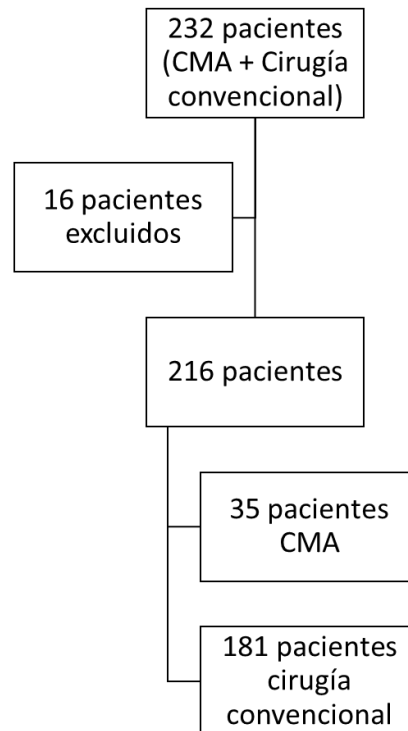 232 pacientes
(CMA + Cirugía
convencional)
16 pacientes
excluidos
216 pacientes
35 pacientes
CMA
181 pacientes
cirugía
convencional